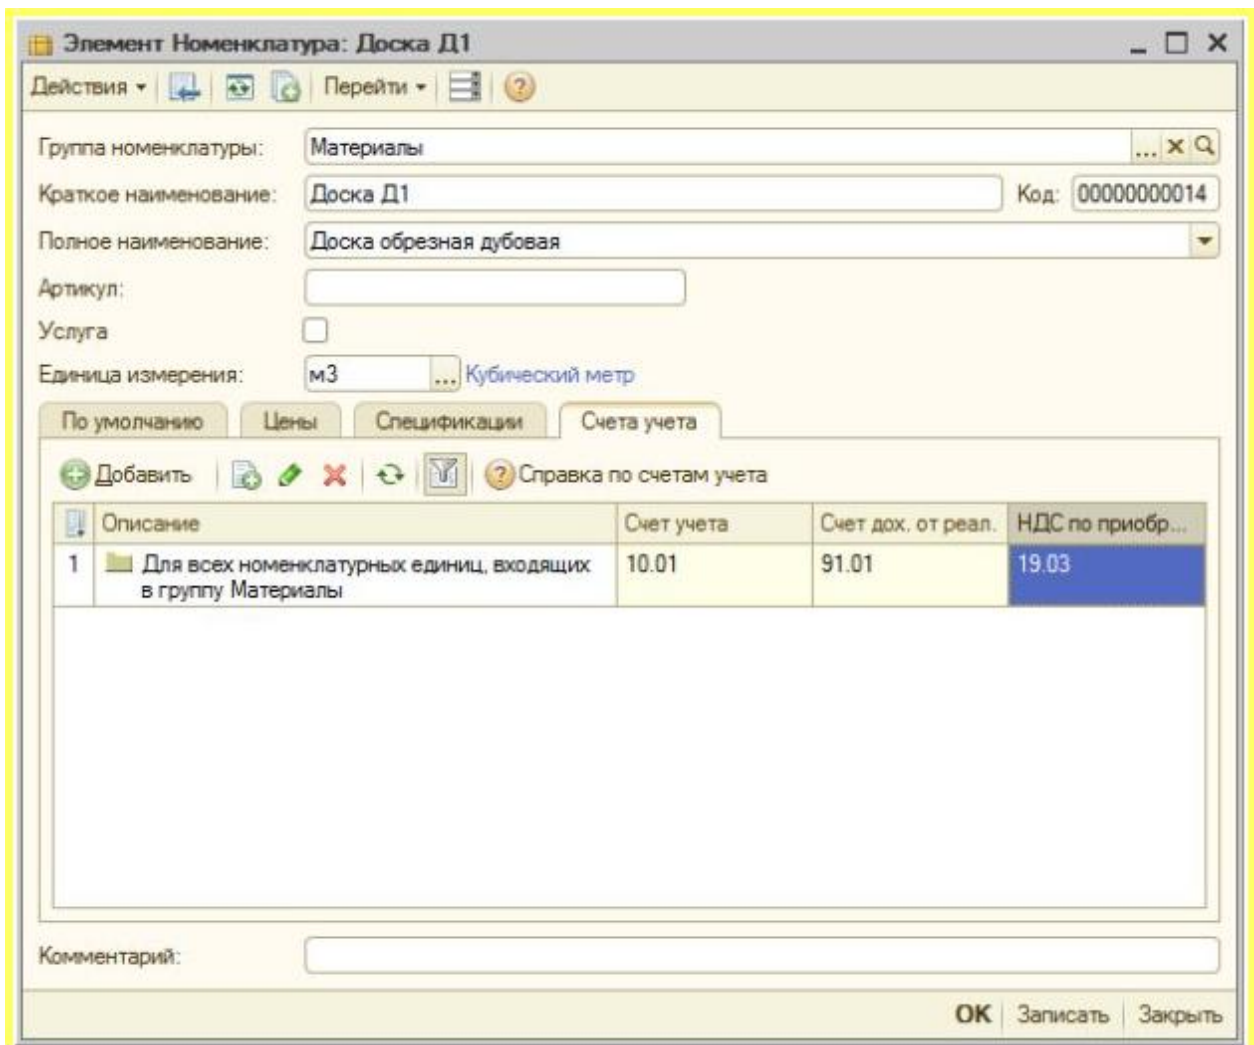 Элемент Номенклатура: Доска Д1
Действия Перейти
Группа номенклатуры: Материалы ...
Краткое наименование: Доска Д1 Код: 00000000014
Полное наименование: Доска обрезная дубовая
Артикул:
Услуга
Единица измерения: м3 ... Кубический метр
По умолчанию Цены Спецификации Счета учета
Добавить Справка по счетам учета
Описание Счет учета Счет дох. от реал. НДС по приобр...
1 Для всех номенклатурных единиц, входящих 10.01 91.01 19.03
в группу Материалы
Комментарий:
OK Записать Закрыть